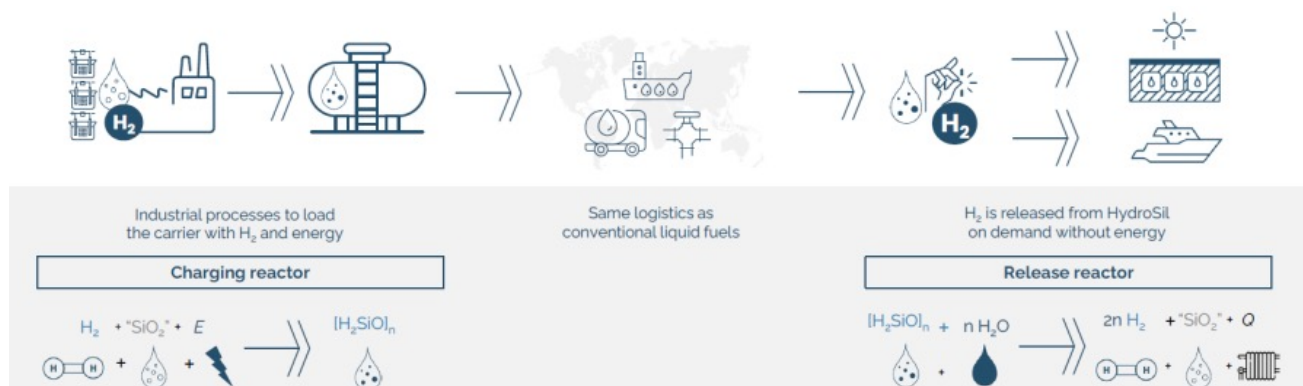 H₂
H₂
Industrial processes to load
the carrier with H₂ and energy
Same logistics as
conventional liquid fuels
H₂ is released from HydroSil
on demand without energy
Charging reactor
Release reactor
H₂ + "SiO₂" + E
[H₂SiO]ₙ
[H₂SiO]ₙ + n H₂O
2n H₂ + "SiO₂" + Q
H H + +
+
H H + +